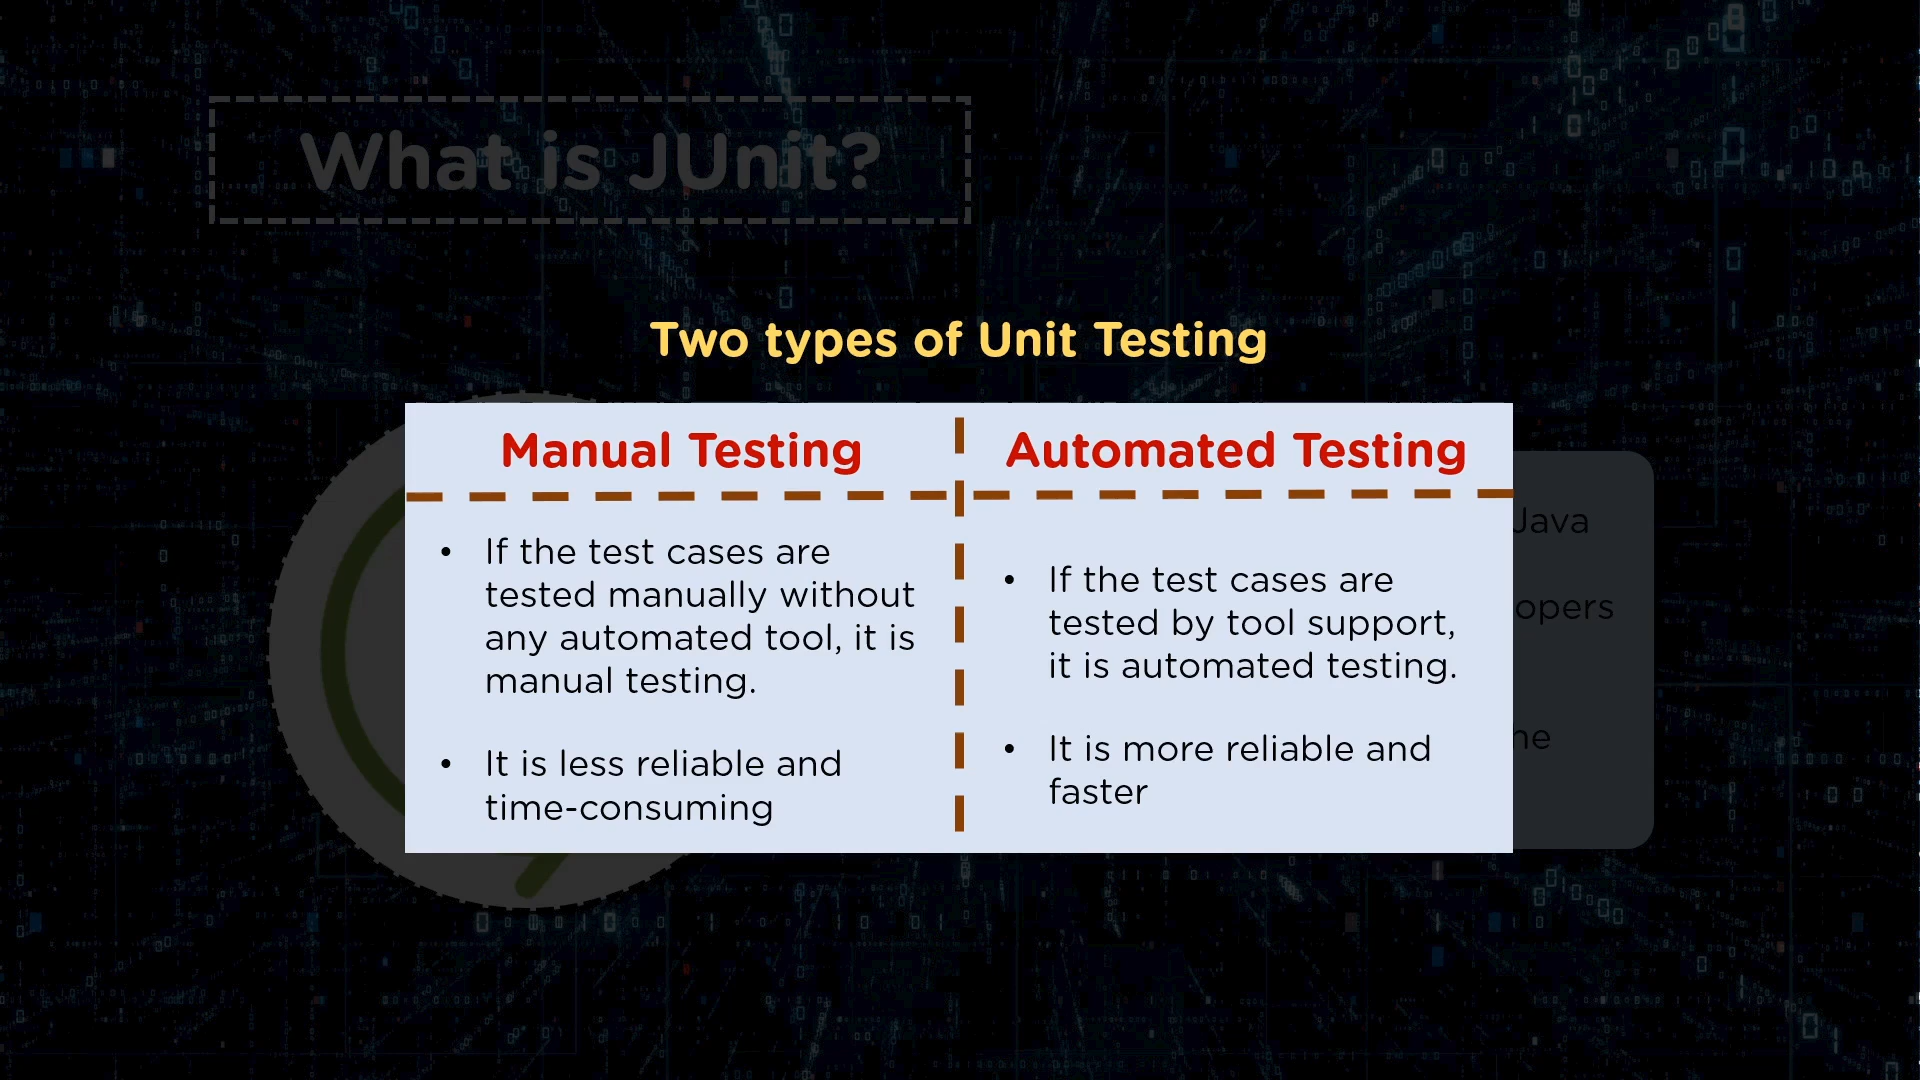 What is JUnit?
Two types of Unit Testing
Manual Testing
• If the test cases are
tested manually without
any automated tool, it is
manual testing.
• It is less reliable and
time-consuming
Automated Testing
• If the test cases are
tested by tool support,
it is automated testing.
• It is more reliable and
faster
Java